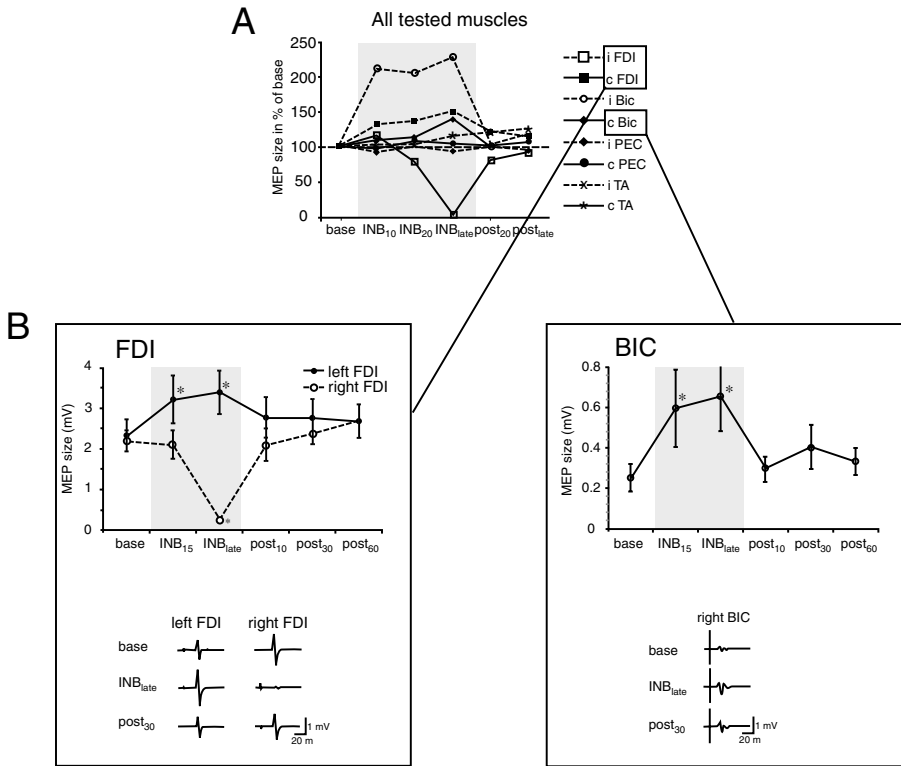 A
All tested muscles
MEP size in % of base
250
200
150
100
50
0
base INB10 INB20 INBlate post20 postlate
i FDI
c FDI
i Bic
c Bic
i PEC
c PEC
i TA
c TA
B
FDI
left FDI
right FDI
MEP size (mV)
4
3
2
1
0
* *
*
base INB15 INBlate post10 post30 post60
left FDI right FDI
base
INBlate
post30
1 mV
20 m
BIC
MEP size (mV)
0.8
0.6
0.4
0.2
0
* *
base INB15 INBlate post10 post30 post60
right BIC
base
INBlate
post30
1 mV
20 m